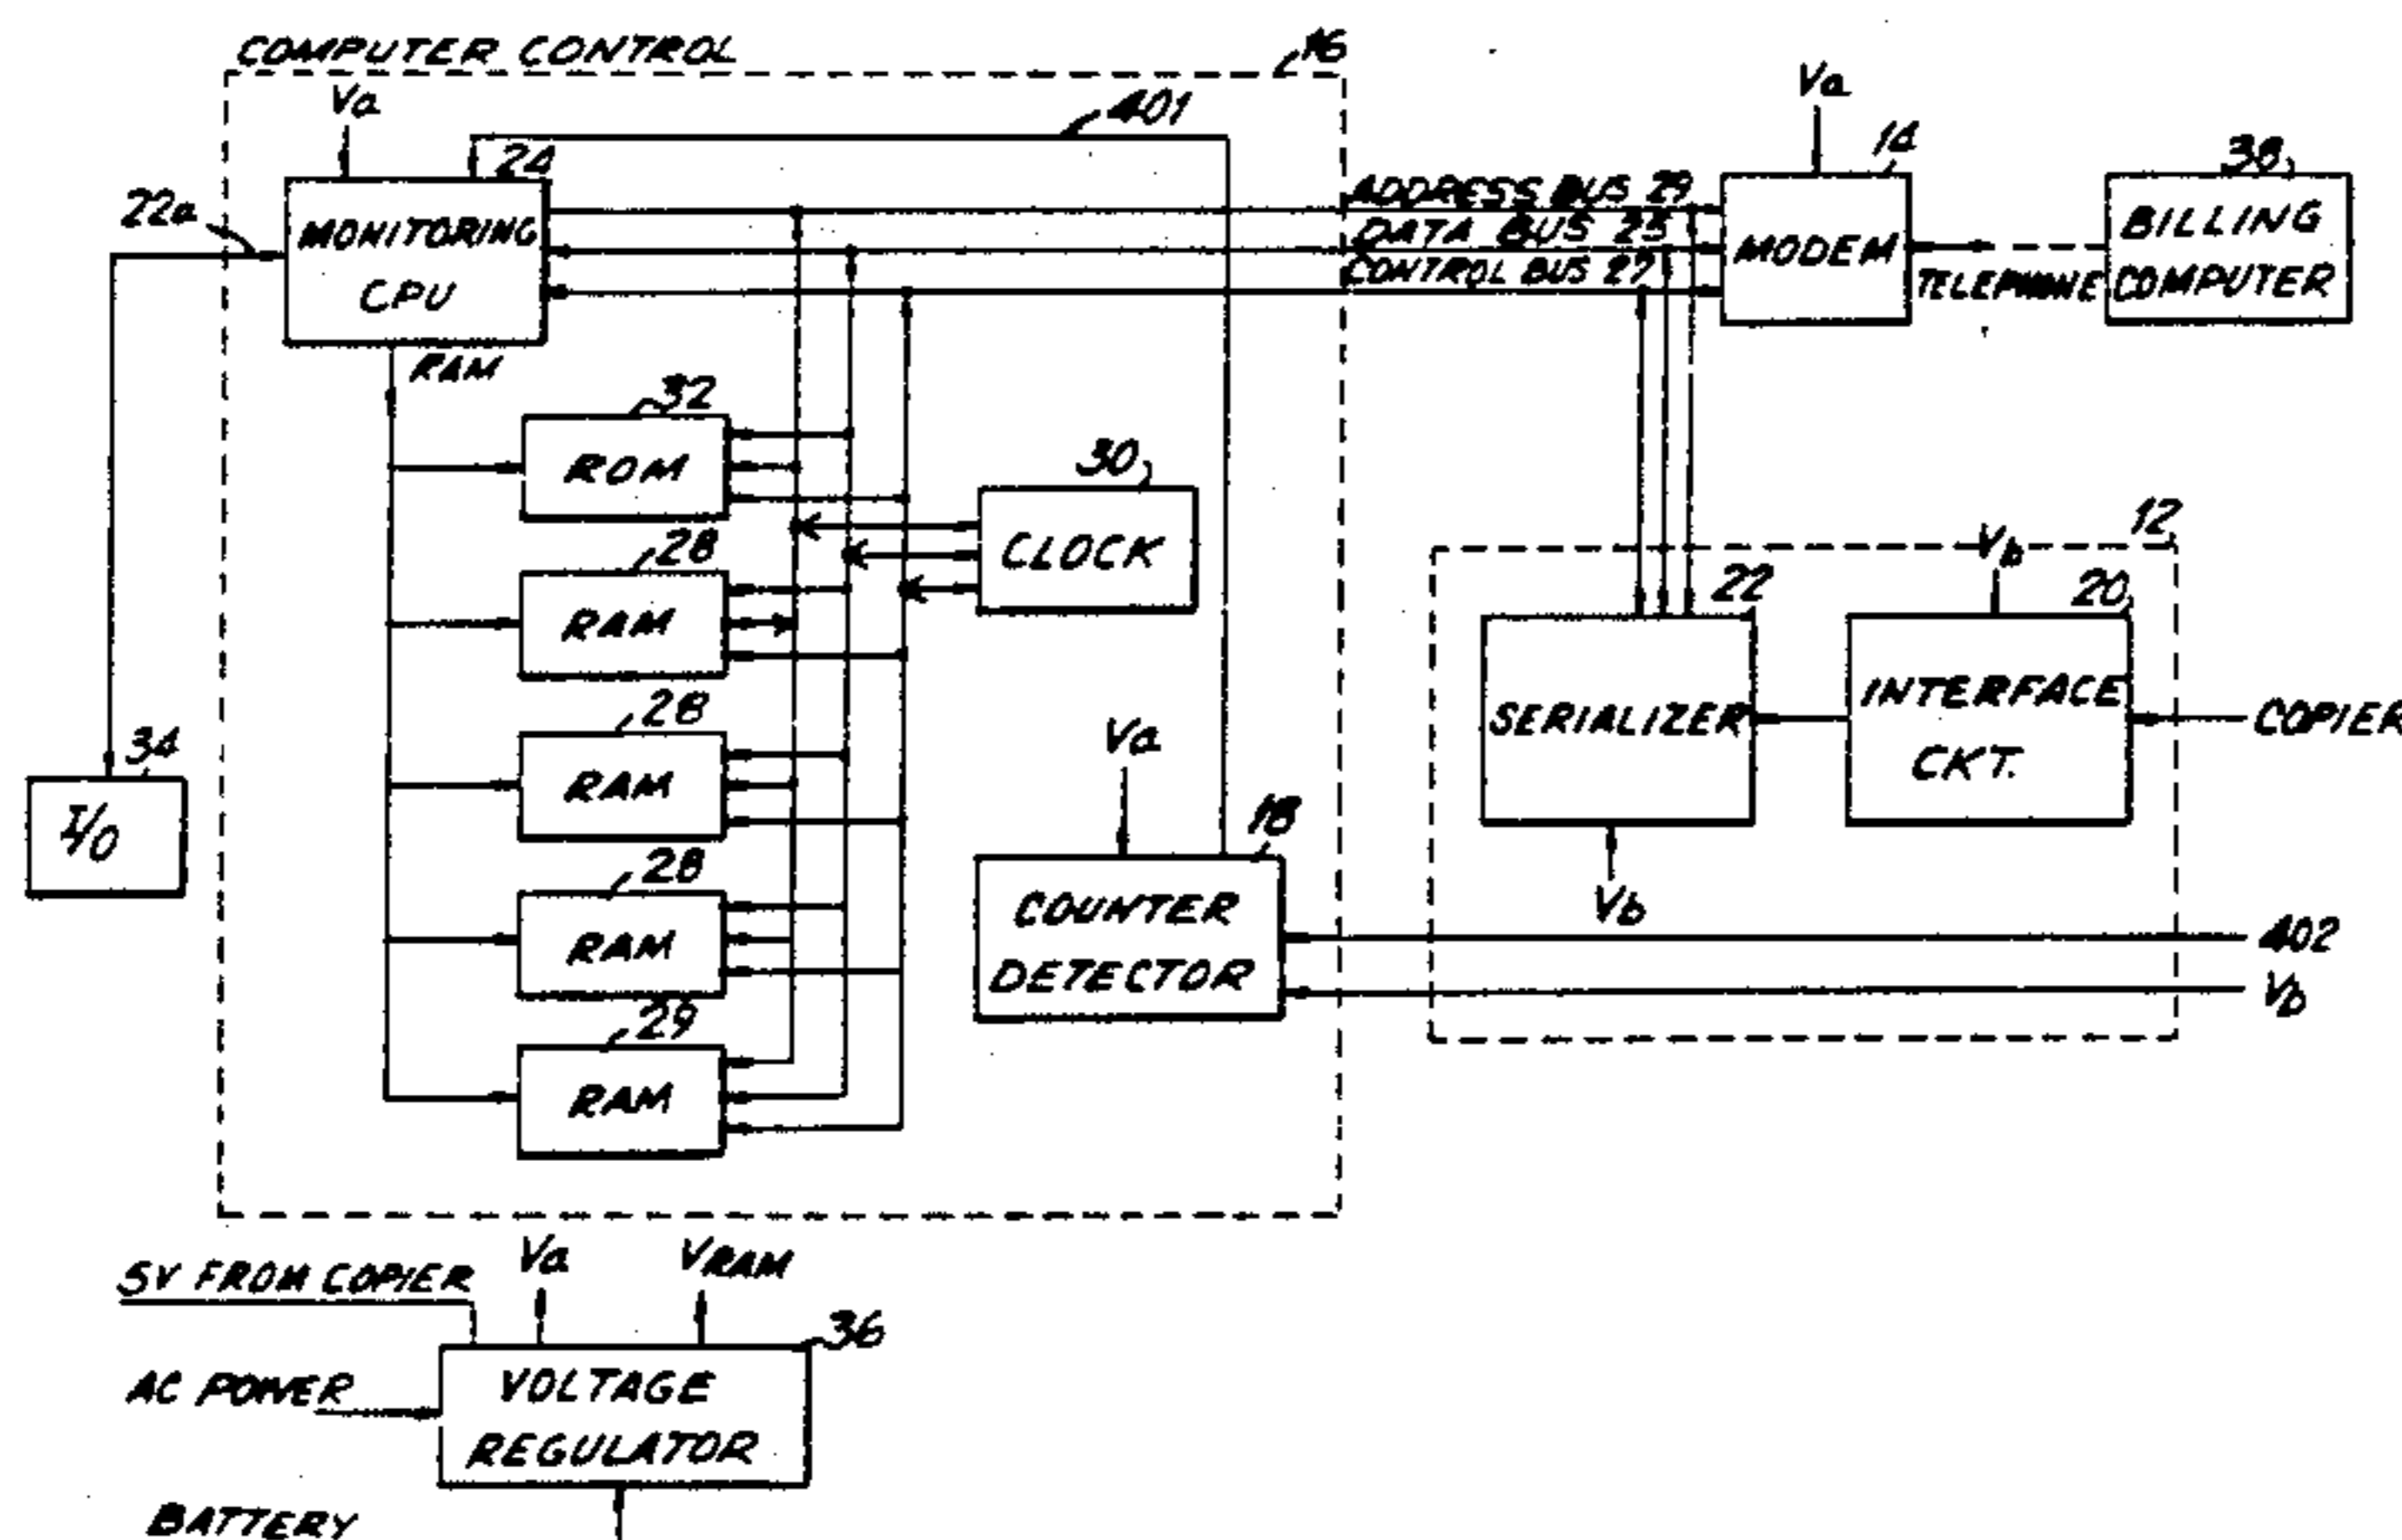 COMPUTER CONTROL
16
Va
401
Va
24
14
38
22a
MONITORING
CPU
ADDRESS BUS 29
DATA BUS 25
CONTROL BUS 27
MODEM
TELEPHONE
BILLING
COMPUTER
RAM
32
ROM
30
CLOCK
28
RAM
12
Vb
22
20
SERIALIZER
INTERFACE
CKT.
COPIER
28
RAM
34
I/O
Va
18
Vb
28
RAM
COUNTER
DETECTOR
402
Vb
29
RAM
5V FROM COPIER
Va
VRAM
36
AC POWER
VOLTAGE
REGULATOR
BATTERY